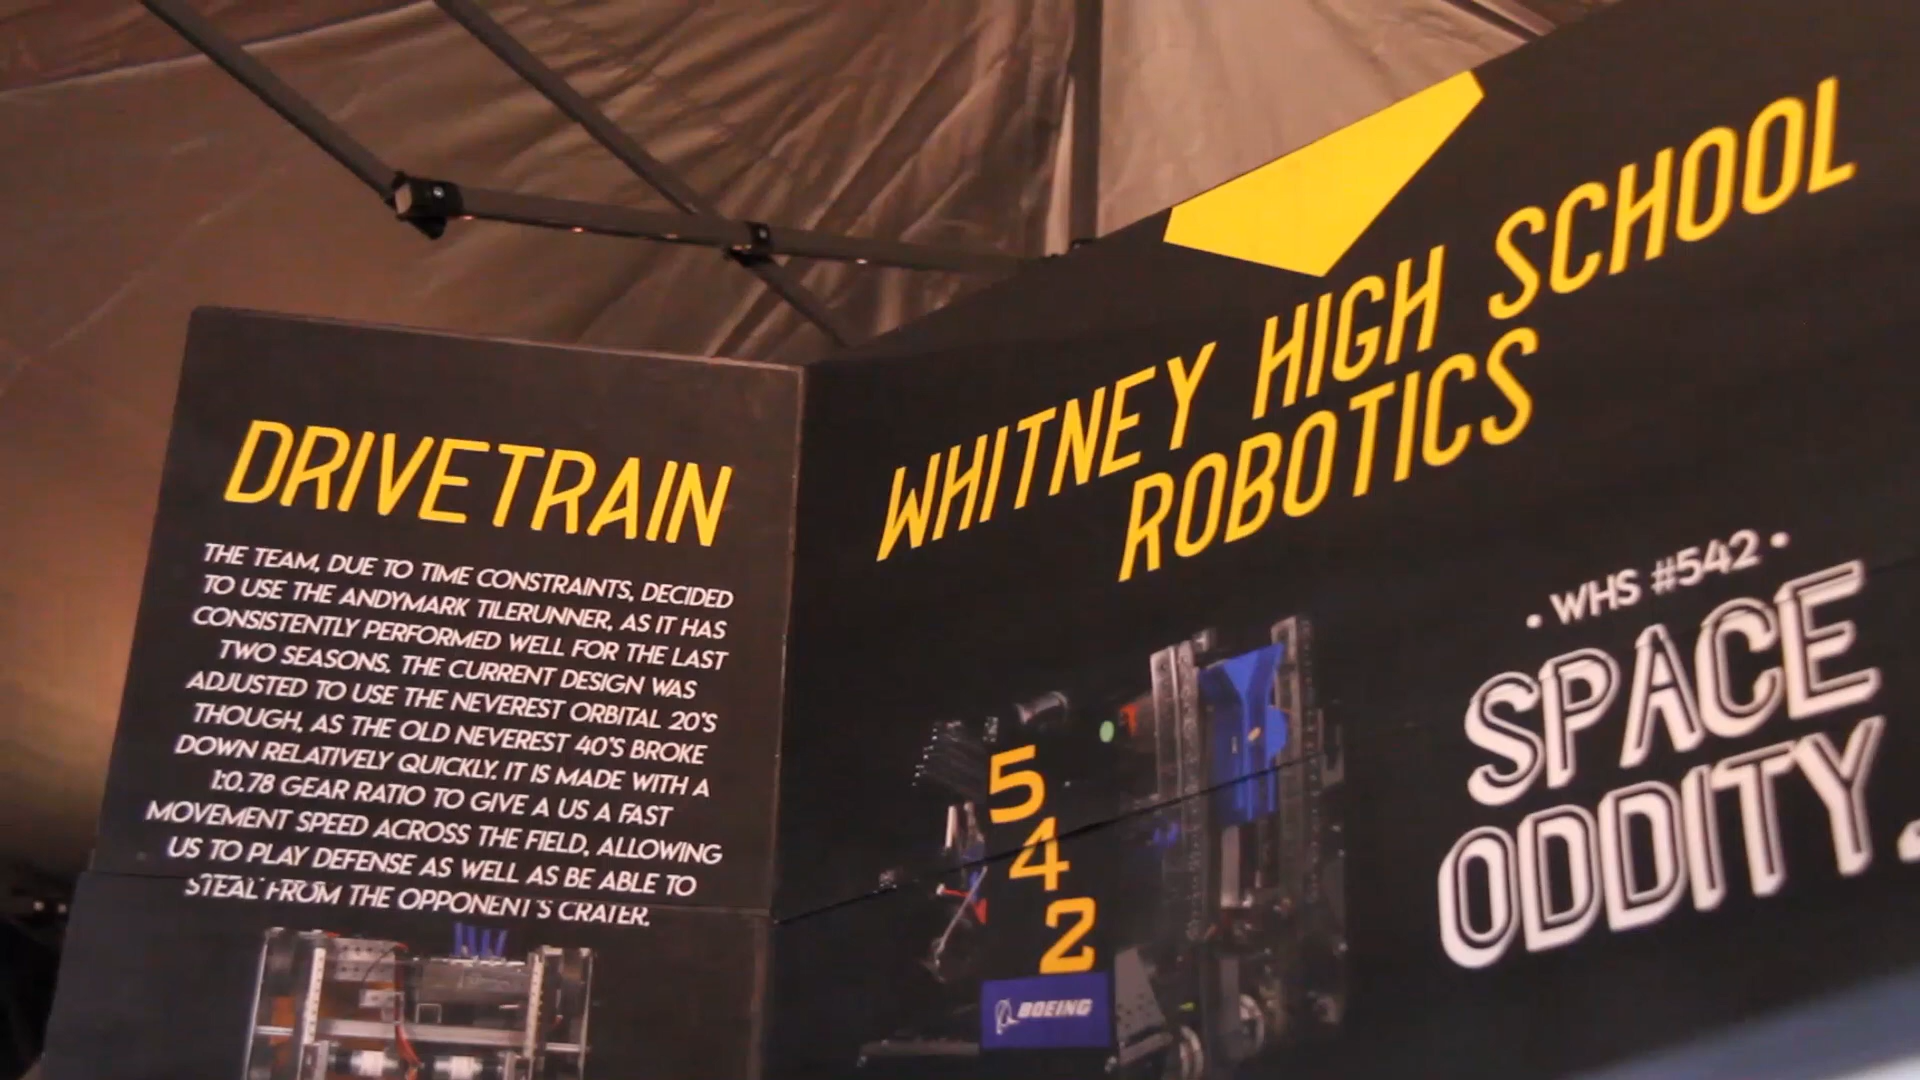 DRIVETRAIN
THE TEAM, DUE TO TIME CONSTRAINTS, DECIDED
TO USE THE ANDYMARK TILERUNNER, AS IT HAS
CONSISTENTLY PERFORMED WELL FOR THE LAST
TWO SEASONS. THE CURRENT DESIGN WAS
ADJUSTED TO USE THE NEVEREST ORBITAL 20'S
THOUGH, AS THE OLD NEVEREST 40'S BROKE
DOWN RELATIVELY QUICKLY. IT IS MADE WITH A
1:0.78 GEAR RATIO TO GIVE A US A FAST
MOVEMENT SPEED ACROSS THE FIELD, ALLOWING
US TO PLAY DEFENSE AS WELL AS BE ABLE TO
STEAL FROM THE OPPONENT'S CRATER.
WHITNEY HIGH SCHOOL
ROBOTICS
• WHS #542 •
SPACE
ODDITY
5
4
2
BOEING